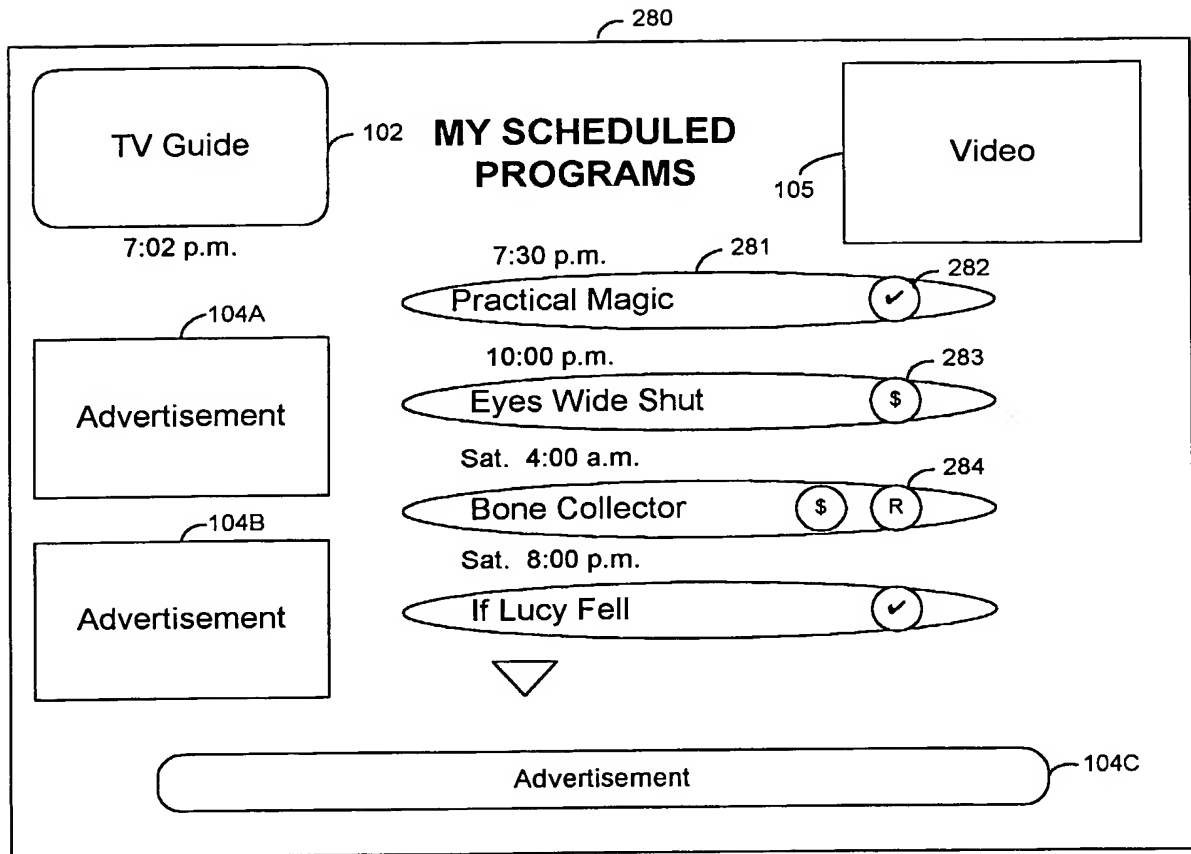 280
TV Guide
102
MY SCHEDULED
PROGRAMS
Video
105
7:02 p.m.
7:30 p.m.
281
282
Practical Magic
✔
104A
10:00 p.m.
283
Advertisement
Eyes Wide Shut
$
Sat. 4:00 a.m.
284
Bone Collector
$
R
104B
Sat. 8:00 p.m.
Advertisement
If Lucy Fell
✔
Advertisement
104C